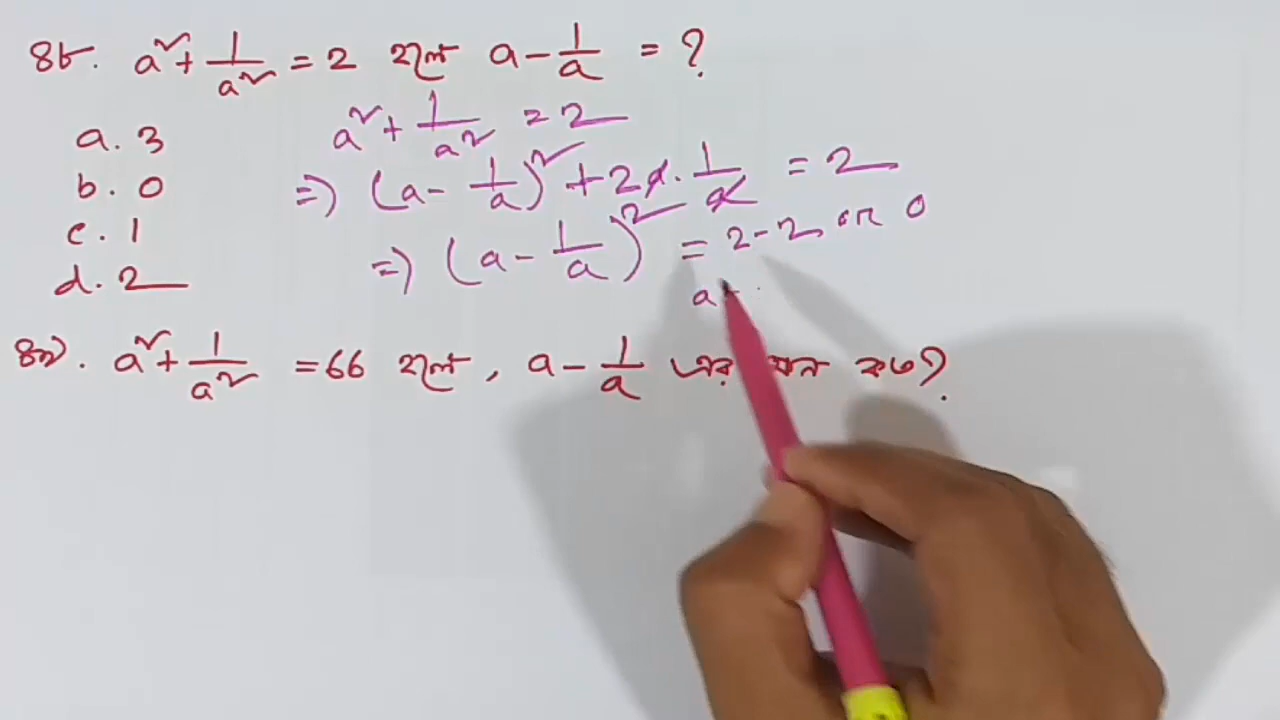 ৪৮. a² + 1/a² = 2 হলে a - 1/a = ?
a. 3
b. 0
c. 1
d. 2
a² + 1/a² = 2
=> (a - 1/a)² + 2a · 1/a = 2
=> (a - 1/a)² = 2 - 2 or 0
a -
৪৯. a² + 1/a² = 66 হলে, a - 1/a এর মান কত?